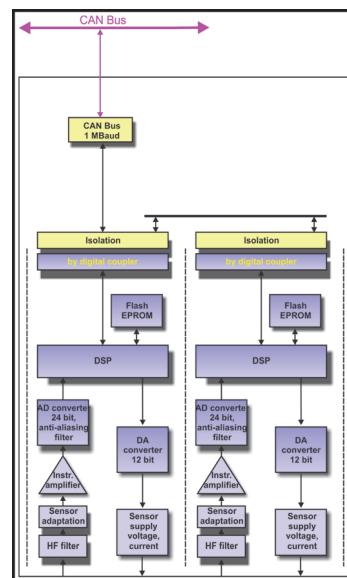 CAN Bus
CAN Bus
1 MBaud
Isolation
by digital coupler
Flash
EPROM
DSP
AD converter
24 bit,
anti-aliasing
filter
DA
converter
12 bit
Instr.
amplifier
Sensor
adaptation
HF filter
Sensor
supply
voltage,
current
Isolation
by digital coupler
Flash
EPROM
DSP
AD converter
24 bit,
anti-aliasing
filter
DA
converter
12 bit
Instr.
amplifier
Sensor
adaptation
HF filter
Sensor
supply
voltage,
current